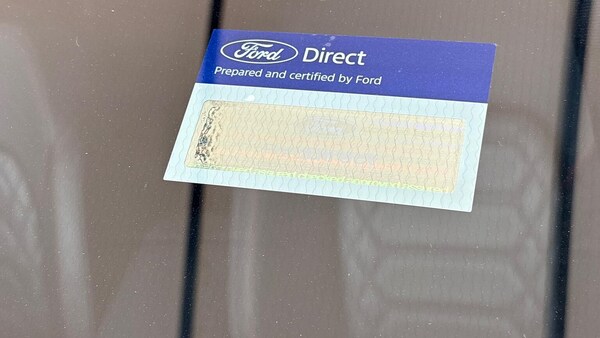 Ford Direct
Prepared and certified by Ford